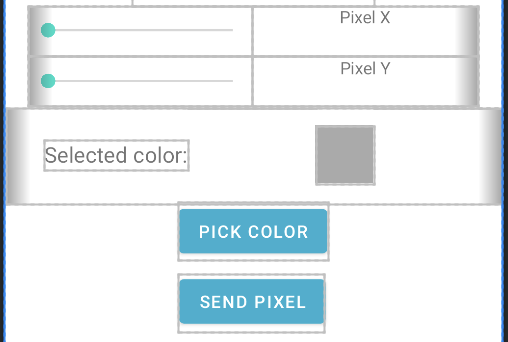 Pixel X
Pixel Y
Selected color:
PICK COLOR
SEND PIXEL